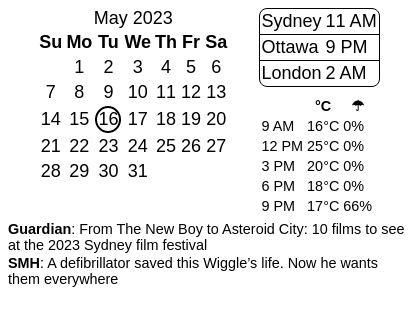 May 2023
Su Mo Tu We Th Fr Sa
1 2 3 4 5 6
7 8 9 10 11 12 13
14 15 16 17 18 19 20
21 22 23 24 25 26 27
28 29 30 31
Sydney 11 AM
Ottawa 9 PM
London 2 AM
°C ☂
9 AM 16°C 0%
12 PM 25°C 0%
3 PM 20°C 0%
6 PM 18°C 0%
9 PM 17°C 66%
Guardian: From The New Boy to Asteroid City: 10 films to see
at the 2023 Sydney film festival
SMH: A defibrillator saved this Wiggle’s life. Now he wants
them everywhere